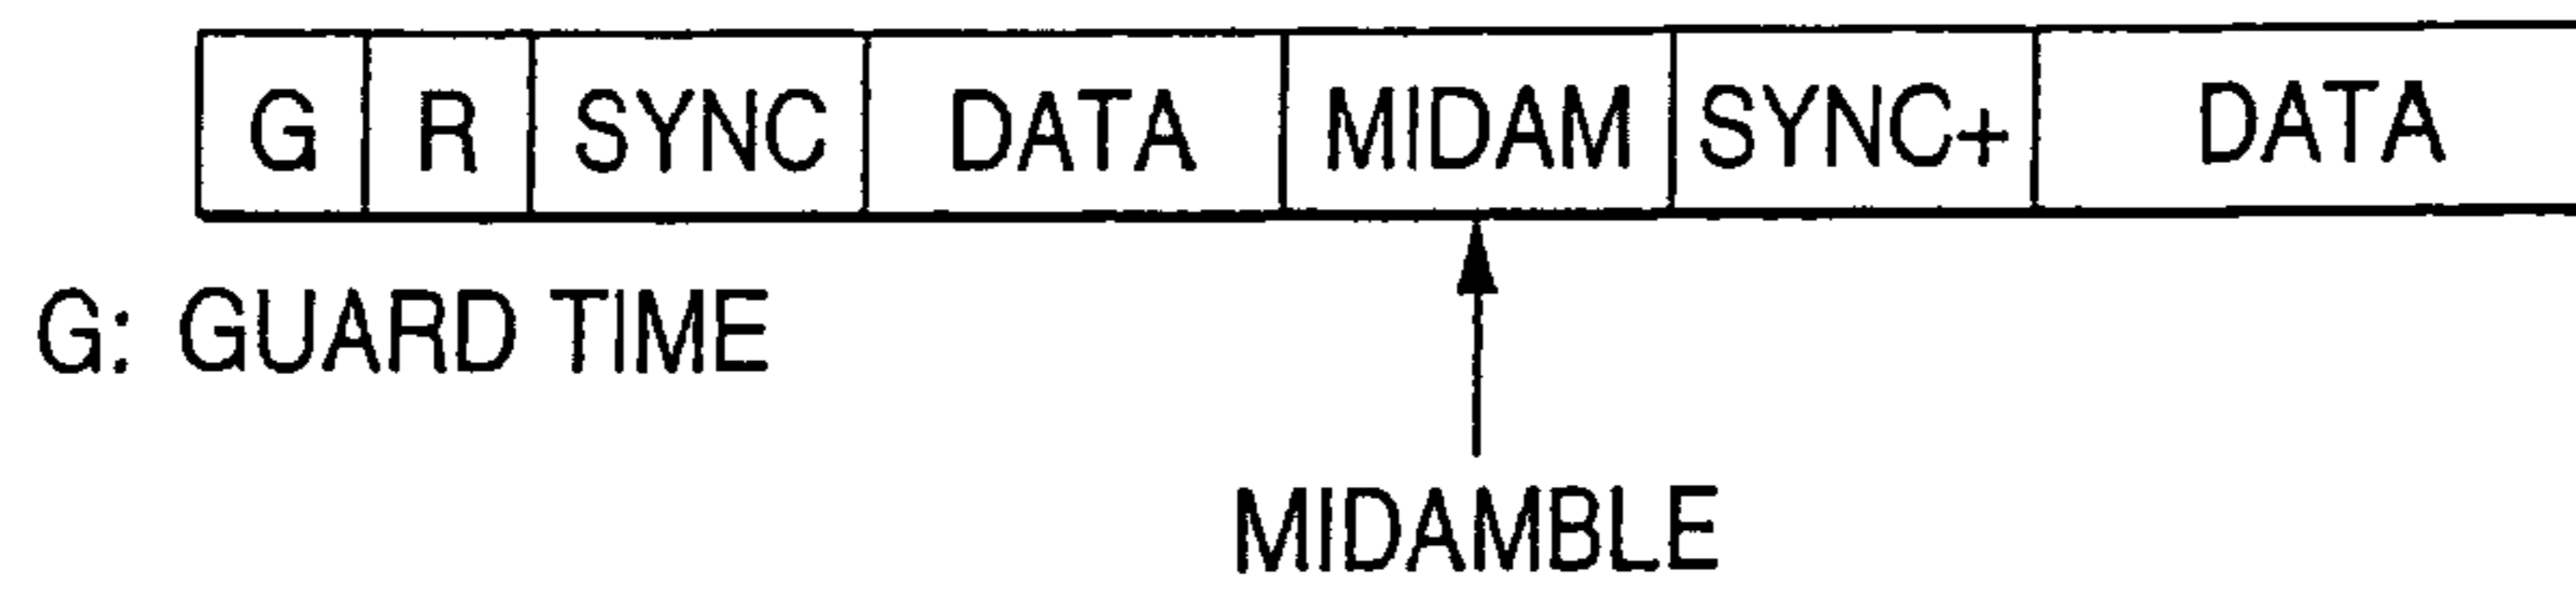 G R SYNC DATA MIDAM SYNC+ DATA
G: GUARD TIME
MIDAMBLE